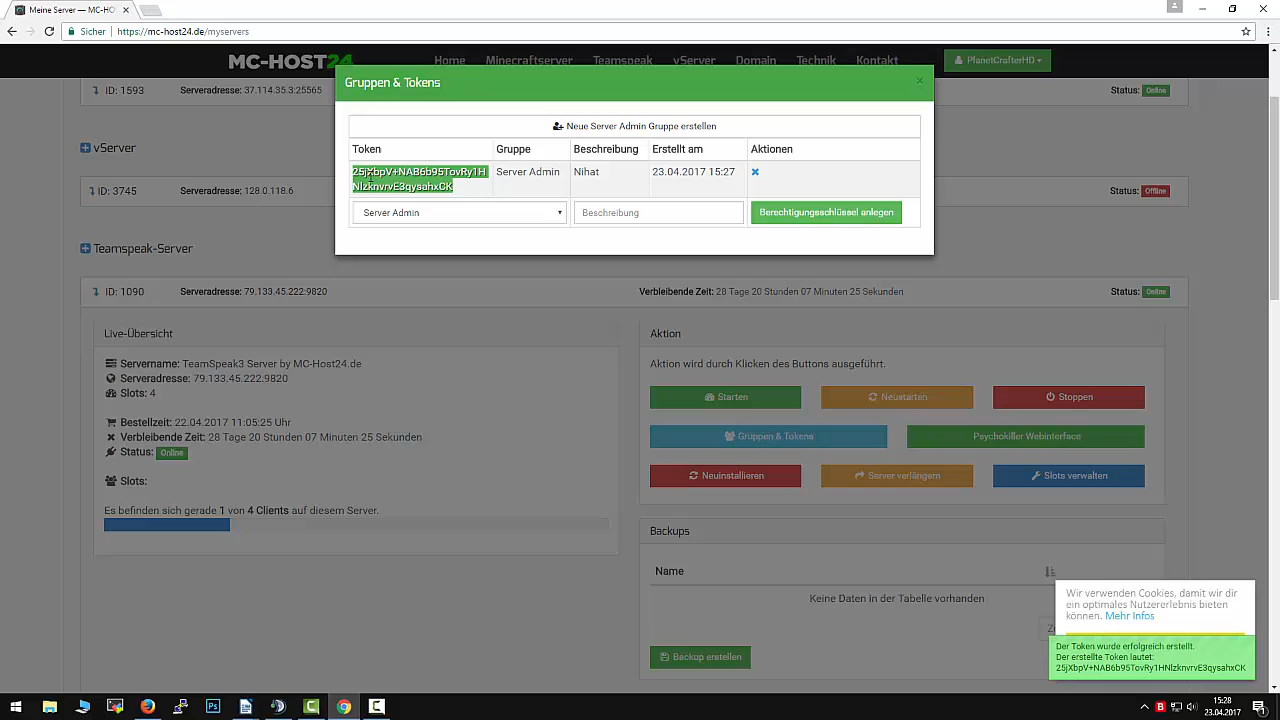 Meine Server — MC-HO
Sicher | https://mc-host24.de/myservers
MC-HOST24 Home Minecraftserver Teamspeak vServer Domain Technik Kontakt PlanetCrafterHD
Gruppen & Tokens ×
ID: 1593 Serveradresse: 37.114.35.3:25565 Status: Online
Neue Server Admin Gruppe erstellen
Token Gruppe Beschreibung Erstellt am Aktionen
25jXbpV+NAB6b95TovRy1H Server Admin Nihat 23.04.2017 15:27
NlzknvrvE3qysahxCK
Server Admin Beschreibung Berechtigungsschlüssel anlegen
vServer
ID: 3745 Serveradresse: 128.0.118.6 Status: Offline
Teamspeak-Server
ID: 1090 Serveradresse: 79.133.45.222:9820 Verbleibende Zeit: 28 Tage 20 Stunden 07 Minuten 25 Sekunden Status: Online
Live-Übersicht
Servername: TeamSpeak3 Server by MC-Host24.de
Serveradresse: 79.133.45.222:9820
Slots: 4
Bestellzeit: 22.04.2017 11:05:25 Uhr
Verbleibende Zeit: 28 Tage 20 Stunden 07 Minuten 25 Sekunden
Status: Online
Slots:
Es befinden sich gerade 1 von 4 Clients auf diesem Server.
Aktion
Aktion wird durch Klicken des Buttons ausgeführt.
Starten Neustarten Stoppen
Gruppen & Tokens Psychokiller Webinterface
Neuinstallieren Server verlängern Slots verwalten
Backups
Name
Keine Daten in der Tabelle vorhanden
Backup erstellen
Wir verwenden Cookies, damit wir dir
ein optimales Nutzererlebnis bieten
können. Mehr Infos
Der Token wurde erfolgreich erstellt.
Der erstellte Token lautet:
25jXbpV+NAB6b95TovRy1HNlzknvrvE3qysahxCK
15:28
23.04.2017